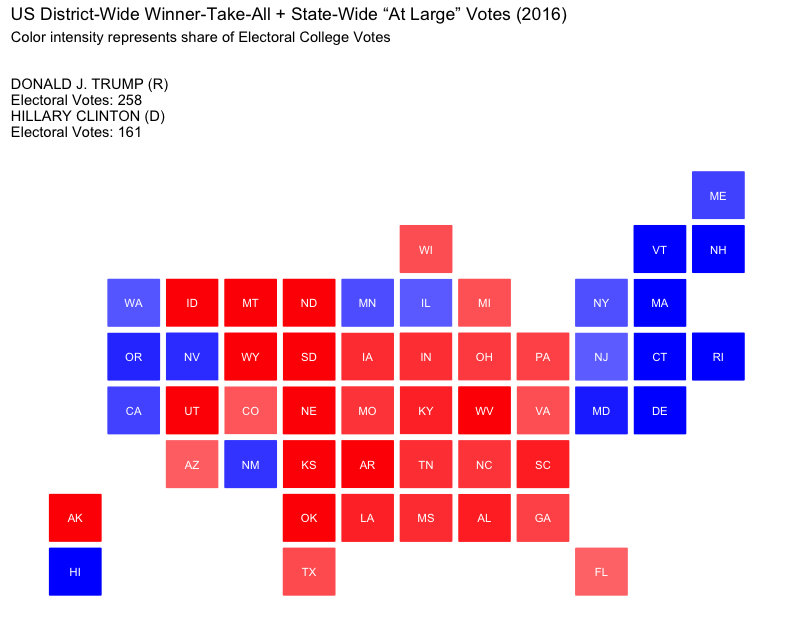 US District-Wide Winner-Take-All + State-Wide “At Large” Votes (2016)
Color intensity represents share of Electoral College Votes
DONALD J. TRUMP (R)
Electoral Votes: 258
HILLARY CLINTON (D)
Electoral Votes: 161
ME
WI VT NH
WA ID MT ND MN IL MI NY MA
OR NV WY SD IA IN OH PA NJ CT RI
CA UT CO NE MO KY WV VA MD DE
AZ NM KS AR TN NC SC
AK OK LA MS AL GA
HI TX FL